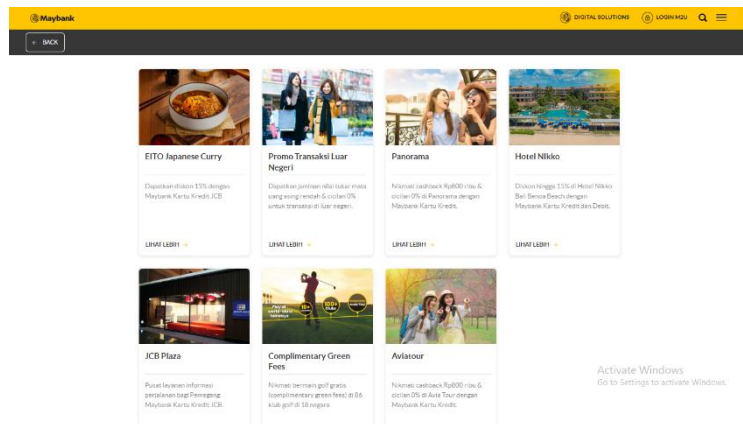 Maybank
DIGITAL SOLUTIONS
LOGIN M2U
← BACK
EITO Japanese Curry
Dapatkan diskon 15% dengan
Maybank Kartu Kredit JCB.
LIHAT LEBIH →
Promo Transaksi Luar
Negeri
Dapatkan jaminan nilai tukar mata
uang asing rendah & cicilan 0%
untuk transaksi di luar negeri.
LIHAT LEBIH →
Panorama
Nikmati cashback Rp800 ribu &
cicilan 0% di Panorama dengan
Maybank Kartu Kredit.
LIHAT LEBIH →
Hotel Nikko
Diskon hingga 15% di Hotel Nikko
Bali Benoa Beach dengan
Maybank Kartu Kredit dan Debit.
LIHAT LEBIH →
JCB Plaza
Pusat layanan informasi
perjalanan bagi Pemegang
Maybank Kartu Kredit JCB.
100+
Complimentary Green
Fees
Nikmati bermain golf gratis
(complimentary green fees) di 86
klub golf di 18 negara.
Aviatour
Nikmati cashback Rp800 ribu &
cicilan 0% di Avia Tour dengan
Maybank Kartu Kredit.
Activate Windows
Go to Settings to activate Windows.